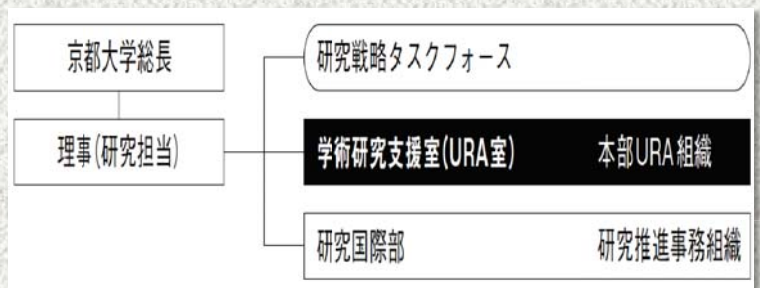 京都大学総長
研究戦略タスクフォース
理事(研究担当)
学術研究支援室(URA室) 本部URA組織
研究国際部 研究推進事務組織